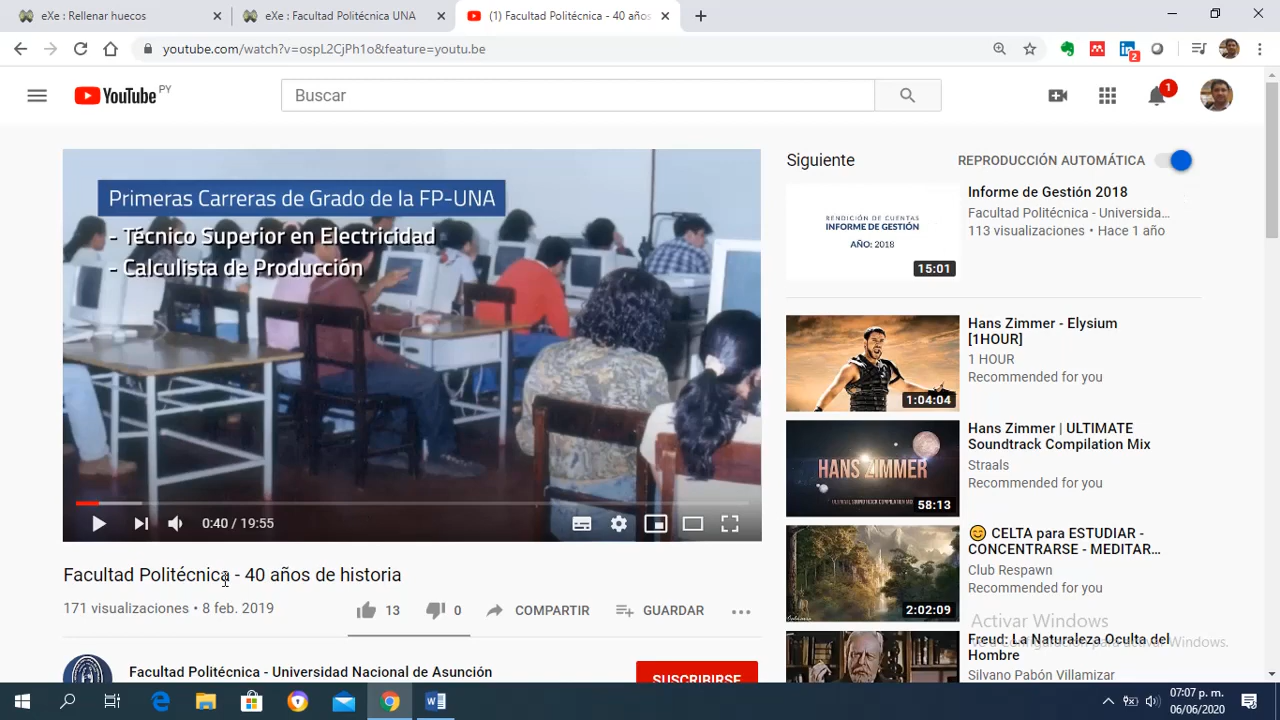 eXe : Rellenar huecos
eXe : Facultad Politécnica UNA
(1) Facultad Politécnica - 40 años
youtube.com/watch?v=ospL2CjPh1o&feature=youtu.be
2
YouTube PY
Buscar
1
Primeras Carreras de Grado de la FP-UNA
- Técnico Superior en Electricidad
- Calculista de Producción
0:40 / 19:55
Facultad Politécnica - 40 años de historia
171 visualizaciones • 8 feb. 2019
13
0
COMPARTIR
GUARDAR
Facultad Politécnica - Universidad Nacional de Asunción
SUSCRIBIRSE
Siguiente
REPRODUCCIÓN AUTOMÁTICA
RENDICIÓN DE CUENTAS
INFORME DE GESTIÓN
AÑO: 2018
15:01
Informe de Gestión 2018
Facultad Politécnica - Universida...
113 visualizaciones • Hace 1 año
1:04:04
Hans Zimmer - Elysium
[1HOUR]
1 HOUR
Recommended for you
HANS ZIMMER
58:13
Hans Zimmer | ULTIMATE
Soundtrack Compilation Mix
Straals
Recommended for you
2:02:09
CELTA para ESTUDIAR -
CONCENTRARSE - MEDITAR...
Club Respawn
Recommended for you
Activar Windows
Ve a Configuración para activar Windows.
Freud: La Naturaleza Oculta del
Hombre
Silvano Pabón Villamizar
07:07 p. m.
06/06/2020